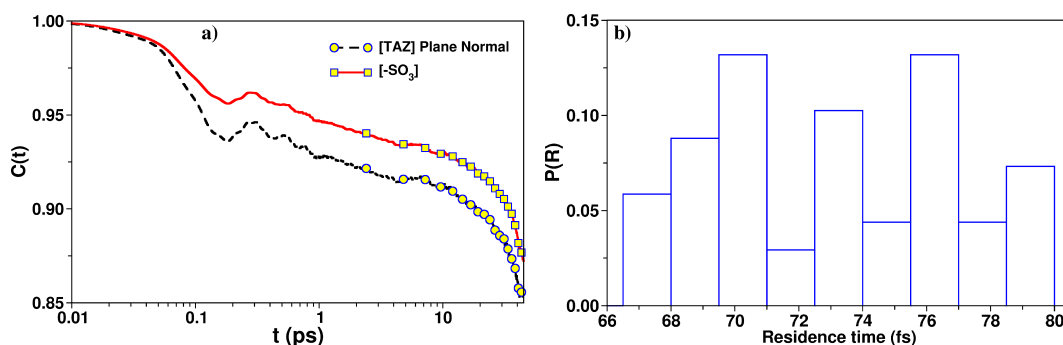 a)
[TAZ] Plane Normal
[-SO3]
C(t)
1.00
0.95
0.90
0.85
0.01
0.1
1
10
t (ps)
b)
P(R)
0.15
0.10
0.05
0.00
66
68
70
72
74
76
78
80
Residence time (fs)